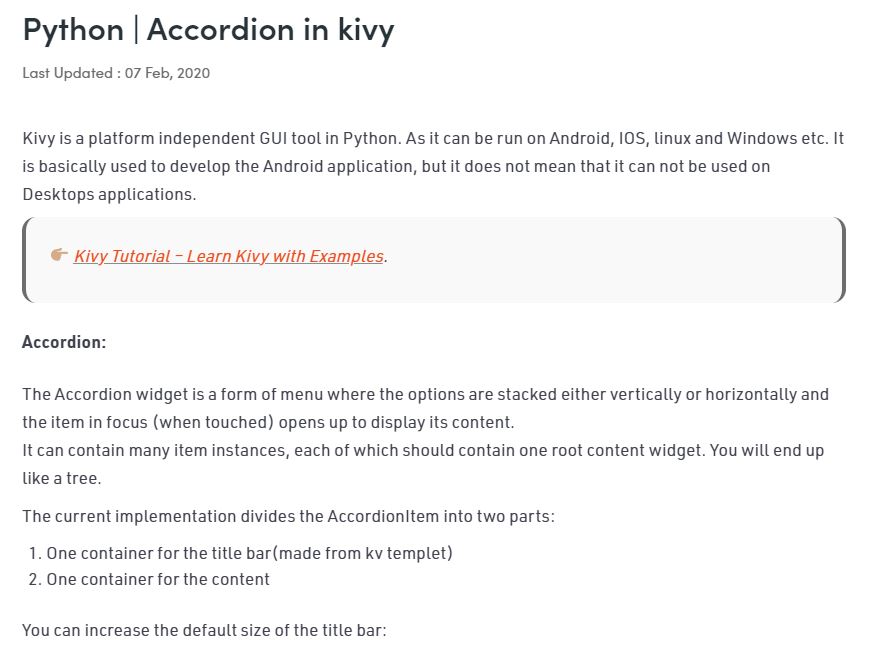 Python | Accordion in kivy
Last Updated : 07 Feb, 2020
Kivy is a platform independent GUI tool in Python. As it can be run on Android, IOS, linux and Windows etc. It
is basically used to develop the Android application, but it does not mean that it can not be used on
Desktops applications.
Kivy Tutorial – Learn Kivy with Examples.
Accordion:
The Accordion widget is a form of menu where the options are stacked either vertically or horizontally and
the item in focus (when touched) opens up to display its content.
It can contain many item instances, each of which should contain one root content widget. You will end up
like a tree.
The current implementation divides the AccordionItem into two parts:
1. One container for the title bar(made from kv templet)
2. One container for the content
You can increase the default size of the title bar: